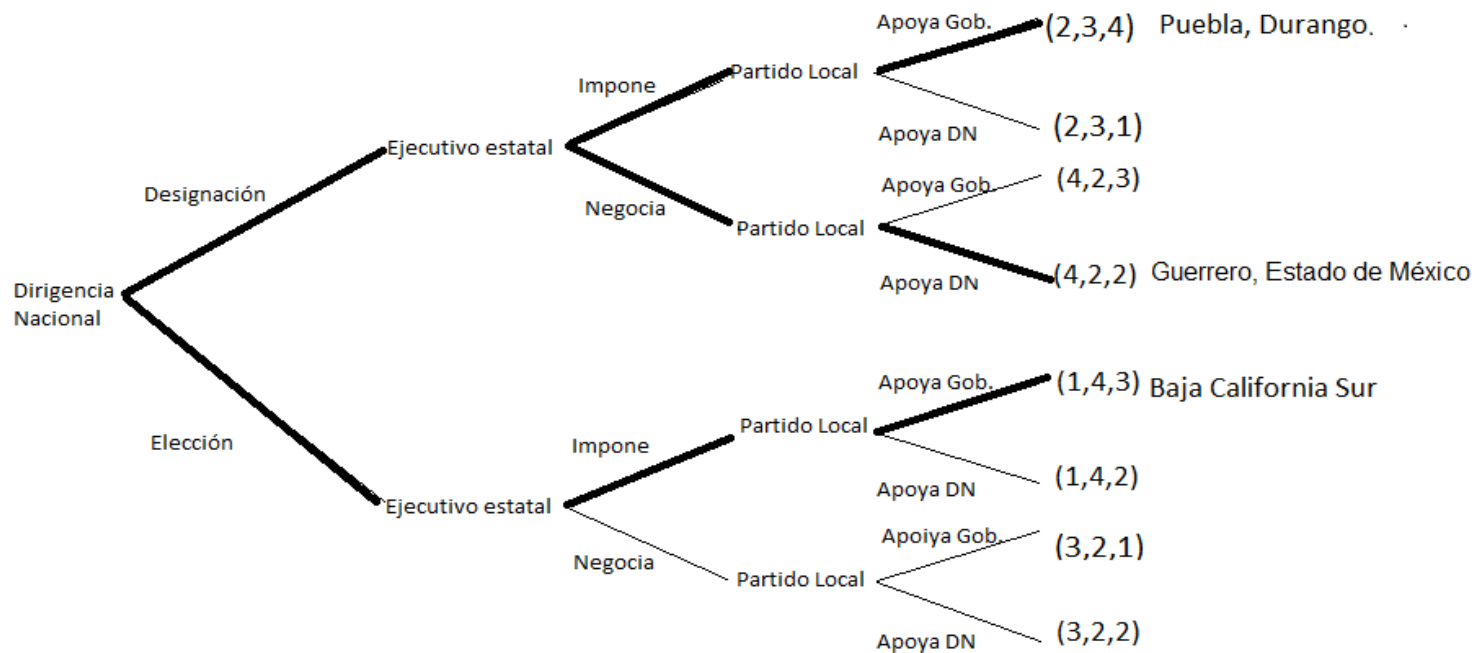 Apoya Gob.
(2,3,4) Puebla, Durango. .
Partido Local
Impone
Apoya DN
(2,3,1)
Ejecutivo estatal
Apoya Gob.
(4,2,3)
Designación
Negocia
Partido Local
Apoya DN
(4,2,2) Guerrero, Estado de México
Dirigencia
Nacional
Apoya Gob.
(1,4,3) Baja California Sur
Partido Local
Elección
Impone
Apoya DN
(1,4,2)
Ejecutivo estatal
Apoiya Gob.
(3,2,1)
Negocia
Partido Local
Apoya DN
(3,2,2)